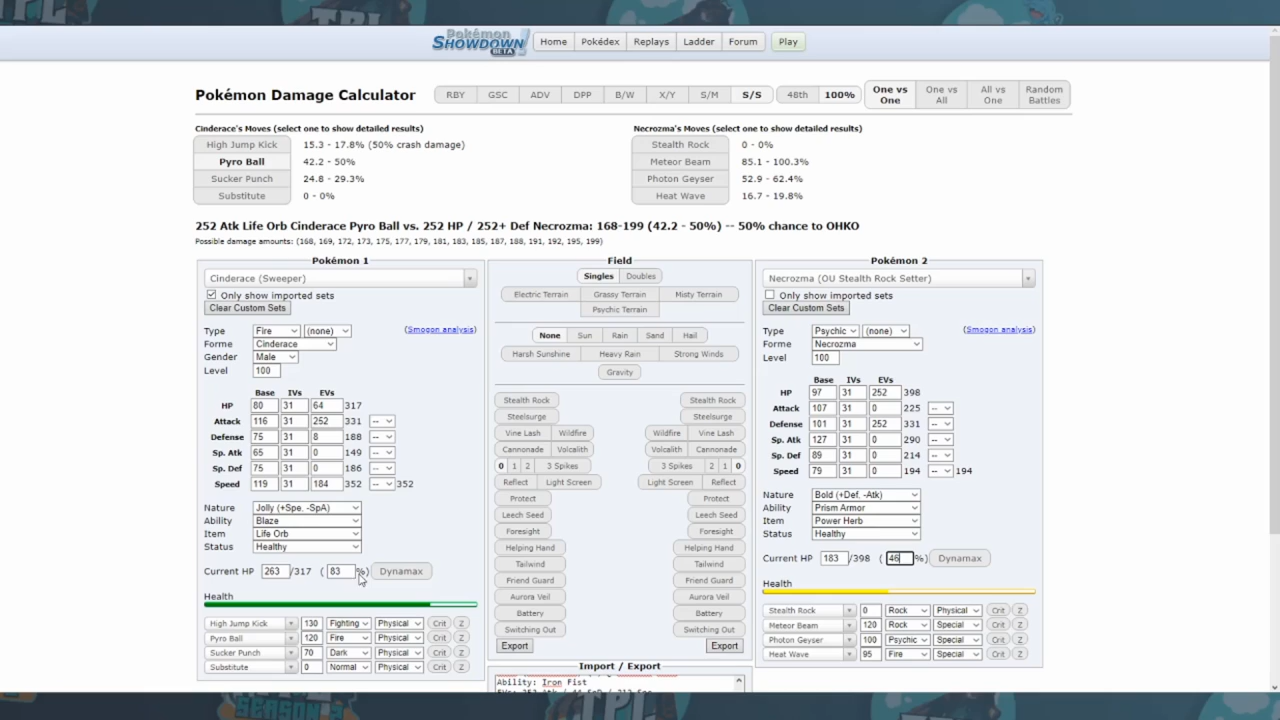 Pokémon
SHOWDOWN!
BETA
Home Pokédex Replays Ladder Forum Play
Pokémon Damage Calculator RBY GSC ADV DPP B/W X/Y S/M S/S 48th 100% One vs One One vs All All vs One Random Battles
Cinderace's Moves (select one to show detailed results) Necrozma's Moves (select one to show detailed results)
High Jump Kick 15.3 - 17.8% (50% crash damage) Stealth Rock 0 - 0%
Pyro Ball 42.2 - 50% Meteor Beam 85.1 - 100.3%
Sucker Punch 24.8 - 29.3% Photon Geyser 52.9 - 62.4%
Substitute 0 - 0% Heat Wave 16.7 - 19.8%
252 Atk Life Orb Cinderace Pyro Ball vs. 252 HP / 252+ Def Necrozma: 168-199 (42.2 - 50%) -- 50% chance to OHKO
Possible damage amounts: (168, 169, 172, 173, 175, 177, 179, 181, 183, 185, 187, 188, 191, 192, 195, 199)
Pokémon 1
Cinderace (Sweeper)
Only show imported sets
Clear Custom Sets
Type Fire (none) (Smogon analysis)
Forme Cinderace
Gender Male
Level 100
Base IVs EVs
HP 80 31 64 317
Attack 116 31 252 331 --
Defense 75 31 8 188 --
Sp. Atk 65 31 0 149 --
Sp. Def 75 31 0 186 --
Speed 119 31 184 352 -- 352
Nature Jolly (+Spe, -SpA)
Ability Blaze
Item Life Orb
Status Healthy
Current HP 263 /317 ( 83 %) Dynamax
Health
High Jump Kick 130 Fighting Physical Crit Z
Pyro Ball 120 Fire Physical Crit Z
Sucker Punch 70 Dark Physical Crit Z
Substitute 0 Normal Physical Crit Z
Field
Singles Doubles
Electric Terrain Grassy Terrain Misty Terrain
Psychic Terrain
None Sun Rain Sand Hail
Harsh Sunshine Heavy Rain Strong Winds
Gravity
Stealth Rock Stealth Rock
Steelsurge Steelsurge
Vine Lash Wildfire Wildfire Vine Lash
Cannonade Volcalith Volcalith Cannonade
0 1 2 3 Spikes 3 Spikes 2 1 0
Reflect Light Screen Light Screen Reflect
Protect Protect
Leech Seed Leech Seed
Foresight Foresight
Helping Hand Helping Hand
Tailwind Tailwind
Friend Guard Friend Guard
Aurora Veil Aurora Veil
Battery Battery
Switching Out Switching Out
Export Export
Import / Export
Ability: Iron Fist
Pokémon 2
Necrozma (OU Stealth Rock Setter)
Only show imported sets
Clear Custom Sets
Type Psychic (none) (Smogon analysis)
Forme Necrozma
Level 100
Base IVs EVs
HP 97 31 252 398
Attack 107 31 0 225 --
Defense 101 31 252 331 --
Sp. Atk 127 31 0 290 --
Sp. Def 89 31 0 214 --
Speed 79 31 0 194 -- 194
Nature Bold (+Def, -Atk)
Ability Prism Armor
Item Power Herb
Status Healthy
Current HP 183 /398 ( 46 %) Dynamax
Health
Stealth Rock 0 Rock Physical Crit Z
Meteor Beam 120 Rock Special Crit Z
Photon Geyser 100 Psychic Special Crit Z
Heat Wave 95 Fire Special Crit Z
SEASON